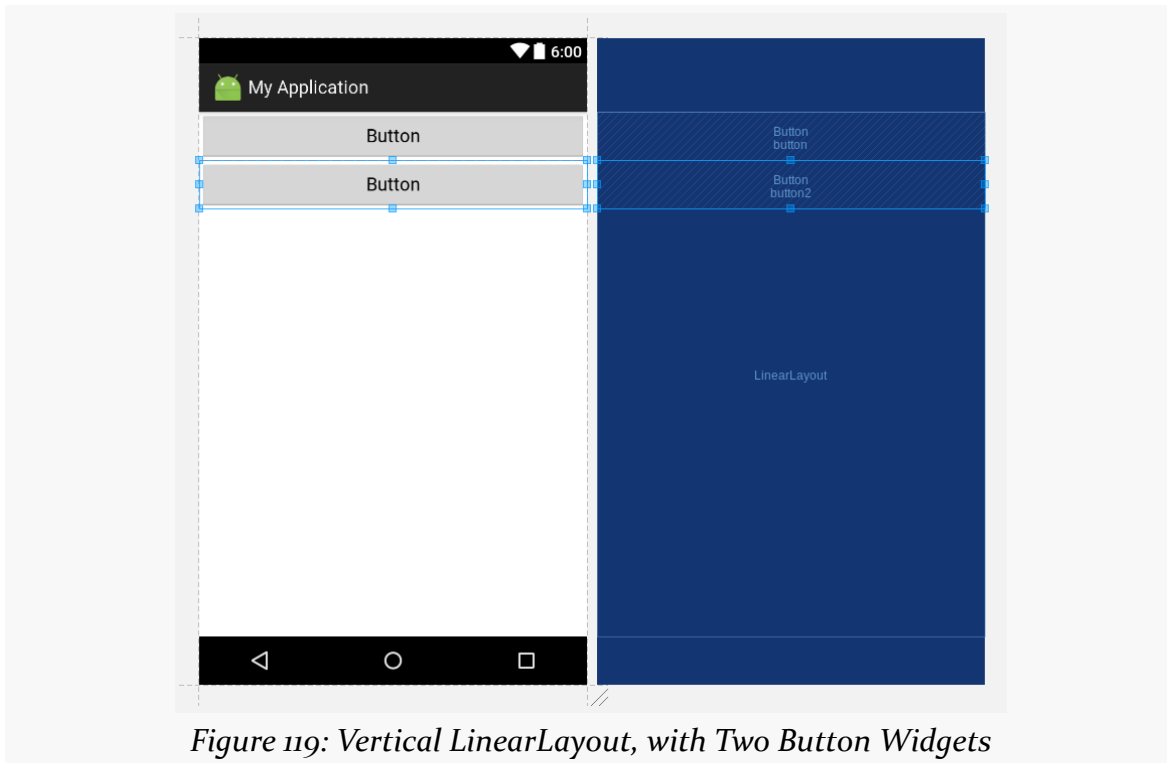 6:00
My Application
Button
Button
Button
button
Button
button2
LinearLayout
Figure 119: Vertical LinearLayout, with Two Button Widgets